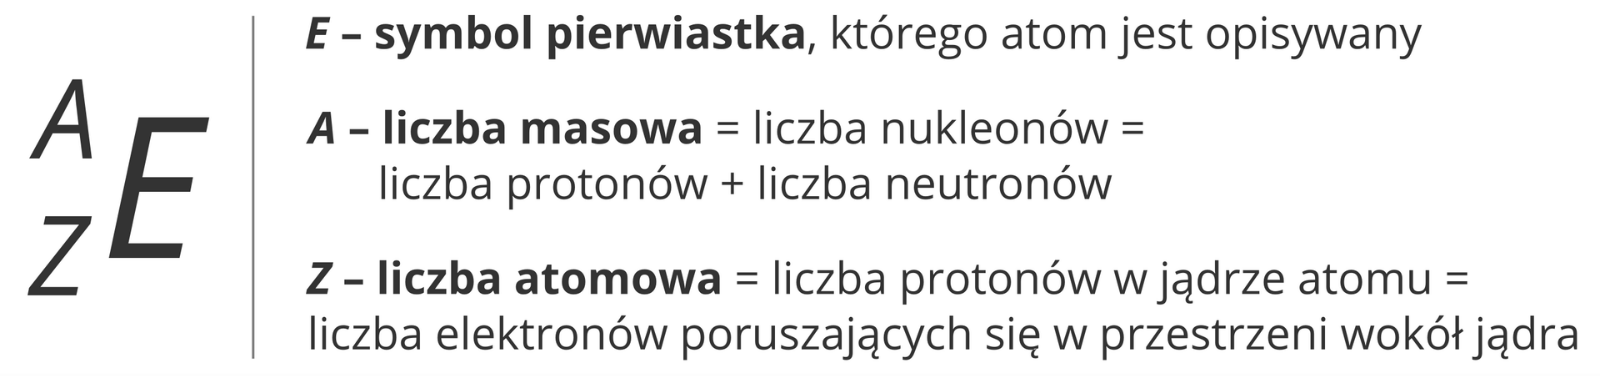 A
Z
E
E – symbol pierwiastka, którego atom jest opisywany
A – liczba masowa = liczba nukleonów =
liczba protonów + liczba neutronów
Z – liczba atomowa = liczba protonów w jądrze atomu =
liczba elektronów poruszających się w przestrzeni wokół jądra